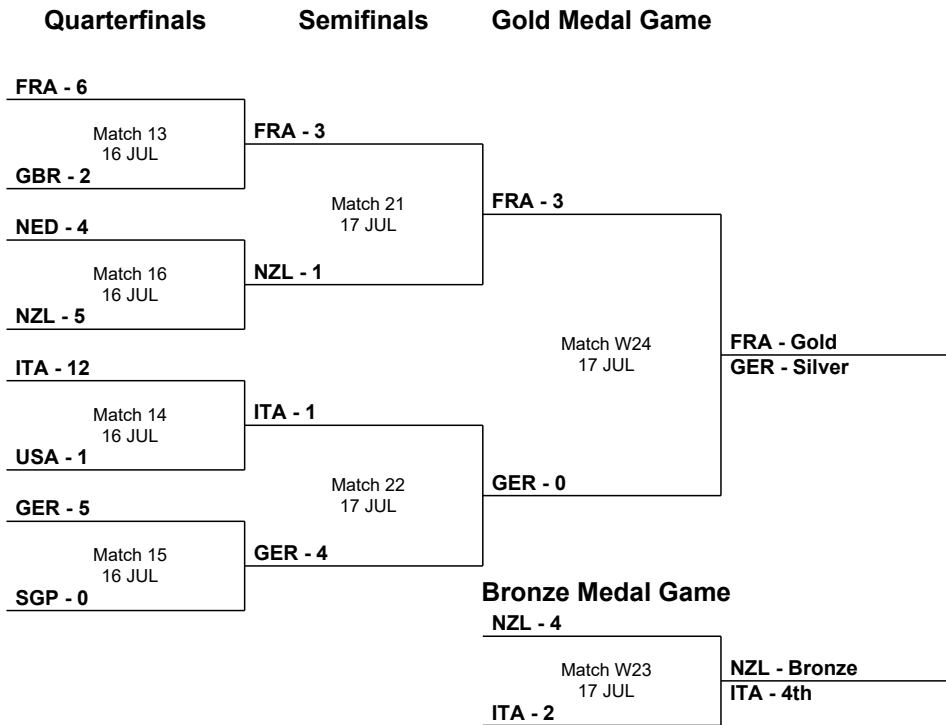 Quarterfinals
Semifinals
Gold Medal Game
FRA - 6
Match 13
16 JUL
GBR - 2
FRA - 3
NED - 4
Match 16
16 JUL
NZL - 5
Match 21
17 JUL
NZL - 1
FRA - 3
ITA - 12
Match 14
16 JUL
USA - 1
ITA - 1
GER - 5
Match 15
16 JUL
SGP - 0
Match 22
17 JUL
GER - 4
Match W24
17 JUL
GER - 0
FRA - Gold
GER - Silver
Bronze Medal Game
NZL - 4
Match W23
17 JUL
ITA - 2
NZL - Bronze
ITA - 4th